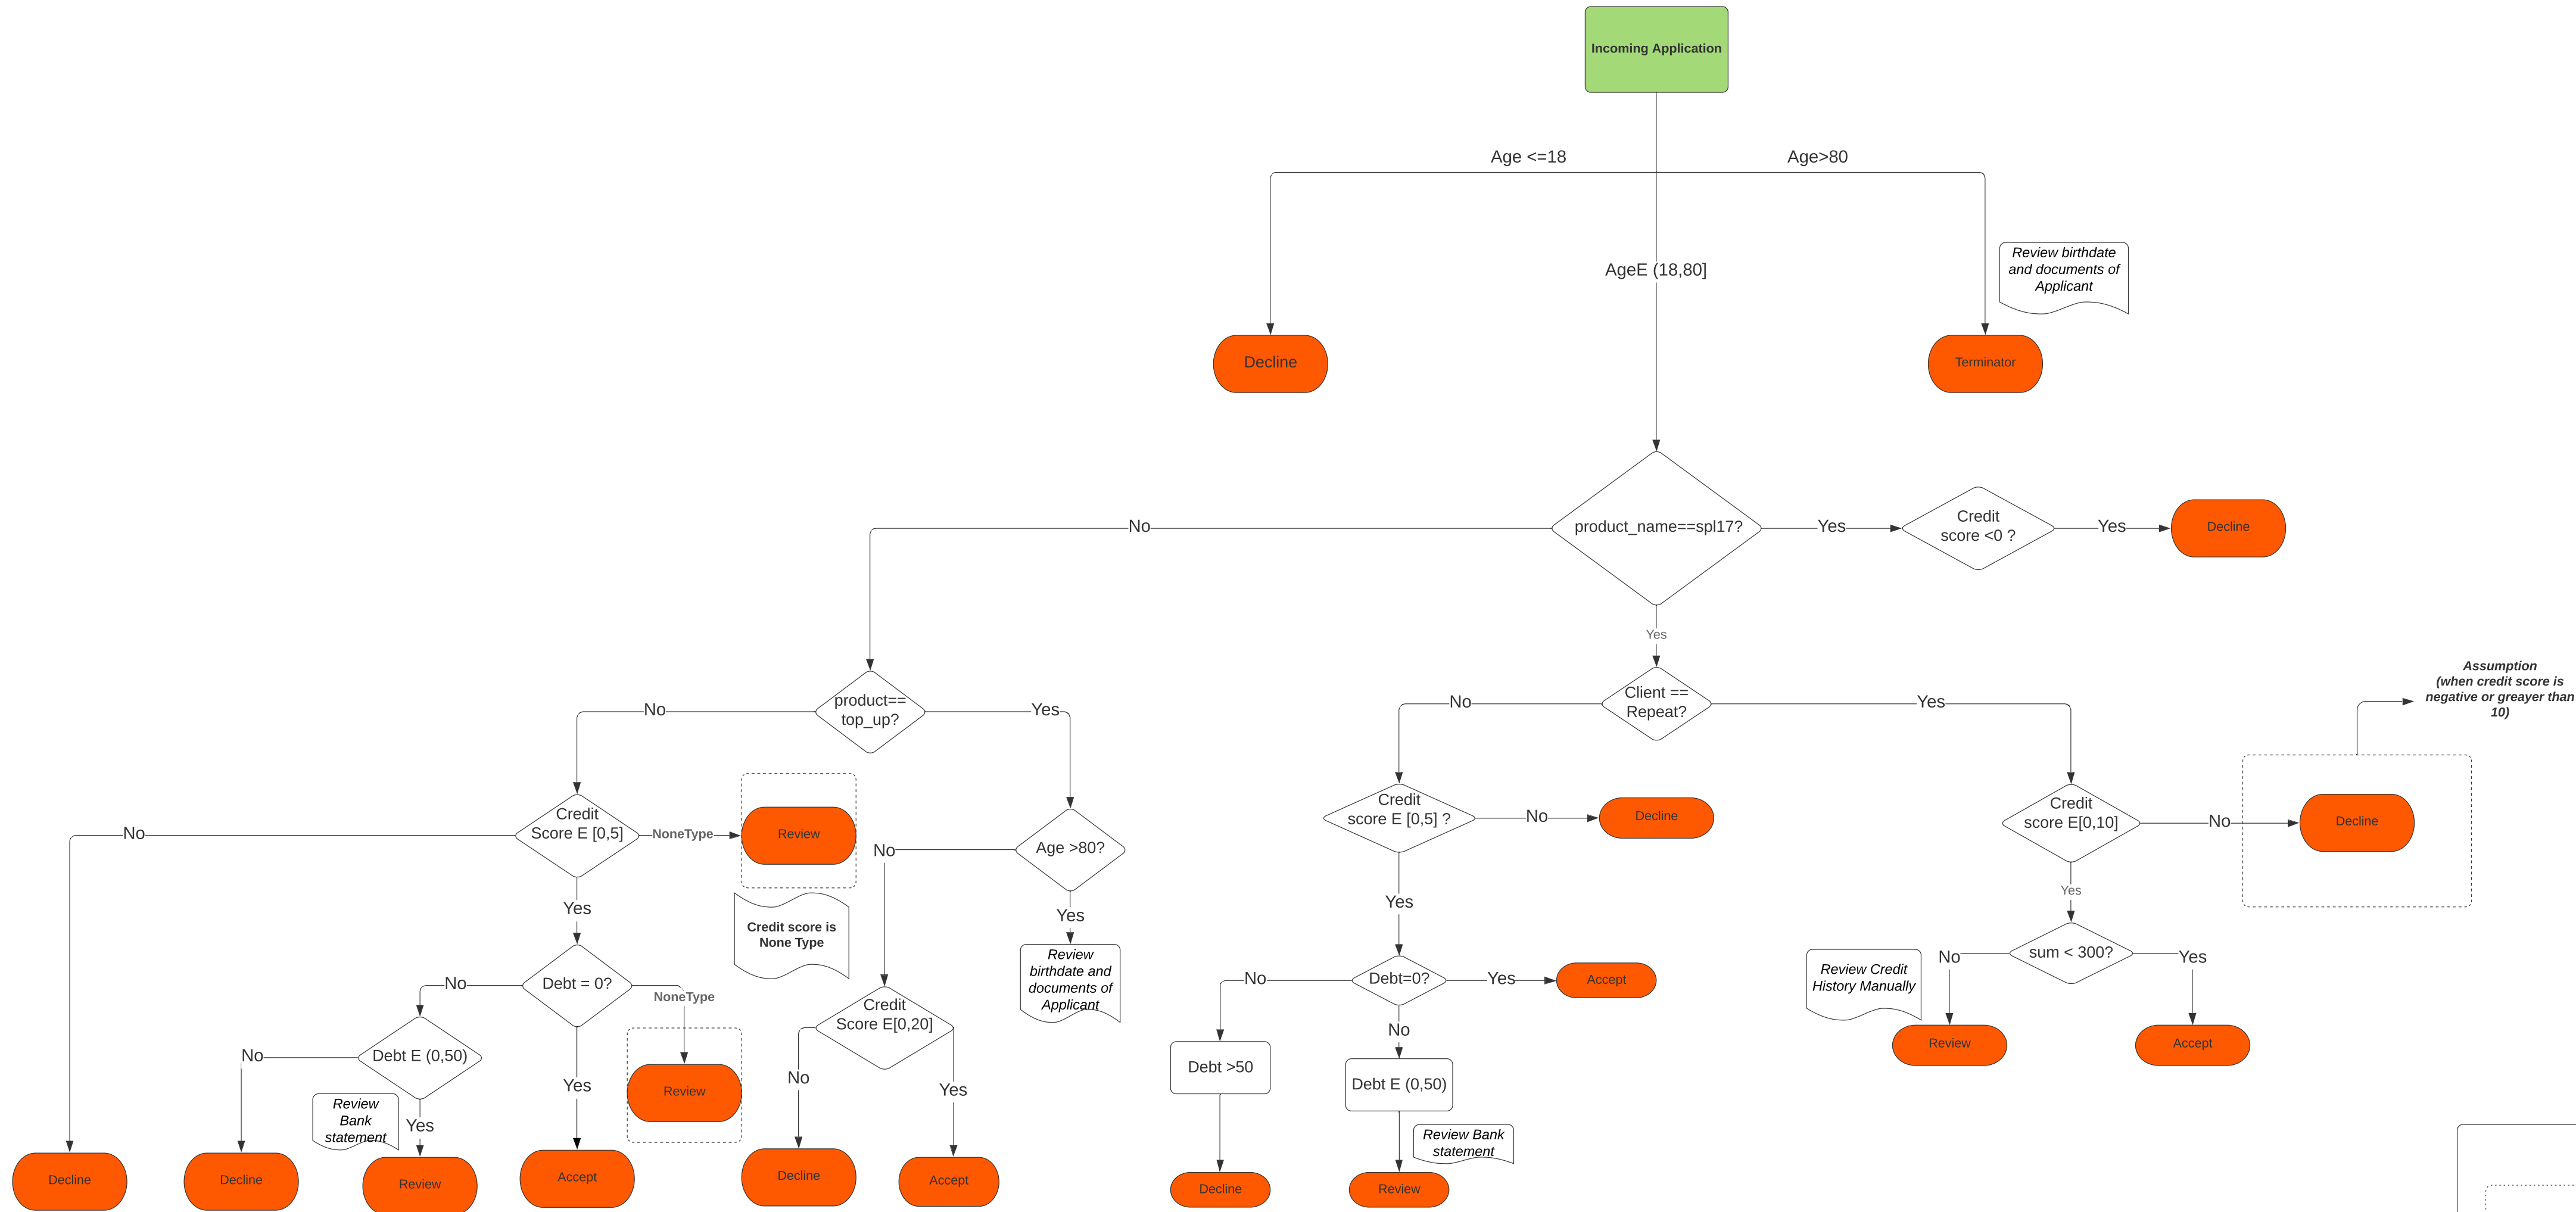 Incoming Application
Age <=18
Age>80
Review birthdate
and documents of
Applicant
AgeE (18,80]
Decline
Terminator
No
product_name==spl17?
Yes
Credit
score <0 ?
Yes
Decline
Yes
Assumption
(when credit score is
negative or greayer than
10)
No
product==
top_up?
Yes
No
Client ==
Repeat?
Yes
No
Credit
Score E [0,5]
NoneType
Review
No
Age >80?
Credit
score E [0,5] ?
No
Decline
Credit
score E[0,10]
No
Decline
Yes
Credit score is
None Type
Yes
Review
birthdate and
documents of
Applicant
Yes
Yes
No
Debt = 0?
NoneType
Credit
Score E[0,20]
No
Debt=0?
Yes
Accept
Review Credit
History Manually
No
sum < 300?
Yes
No
Debt E (0,50)
Yes
Review
No
Yes
No
Debt >50
Debt E (0,50)
Review
Accept
Review
Bank
statement
Yes
Review Bank
statement
Decline
Decline
Review
Accept
Decline
Accept
Decline
Review